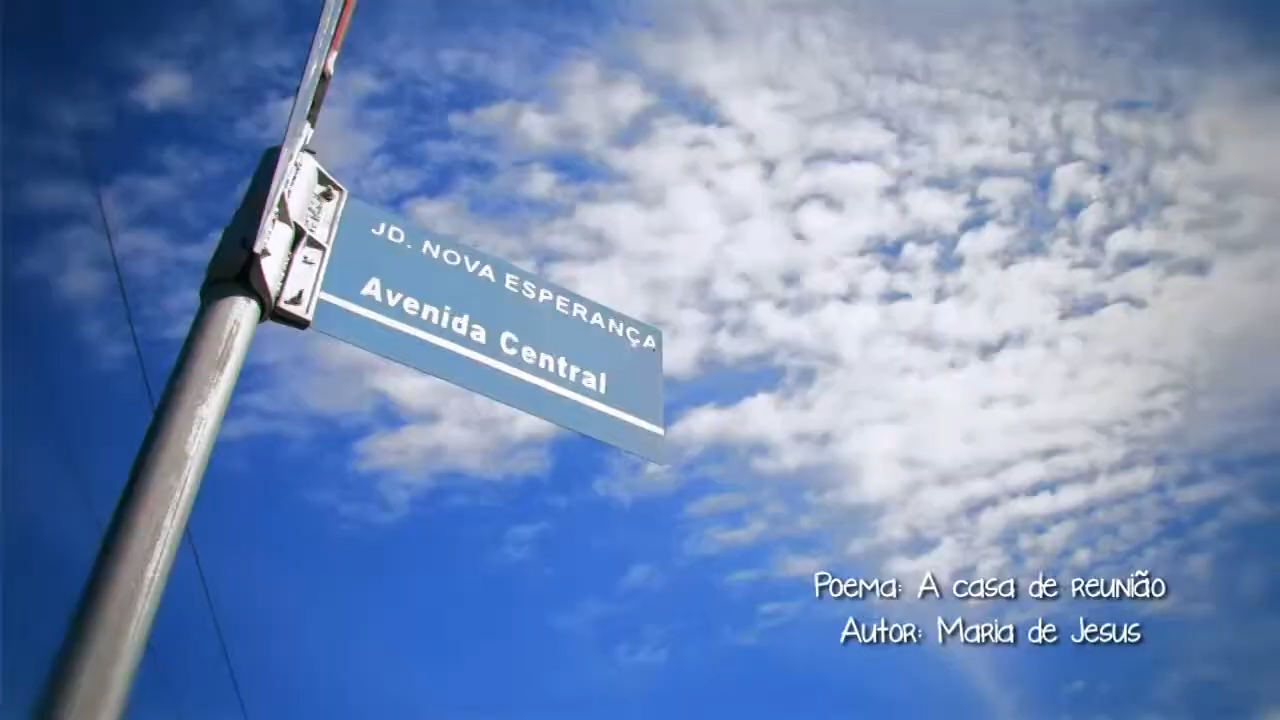 JD. NOVA ESPERANÇA
Avenida Central
Poema: A casa de reunião
Autor: Maria de Jesus